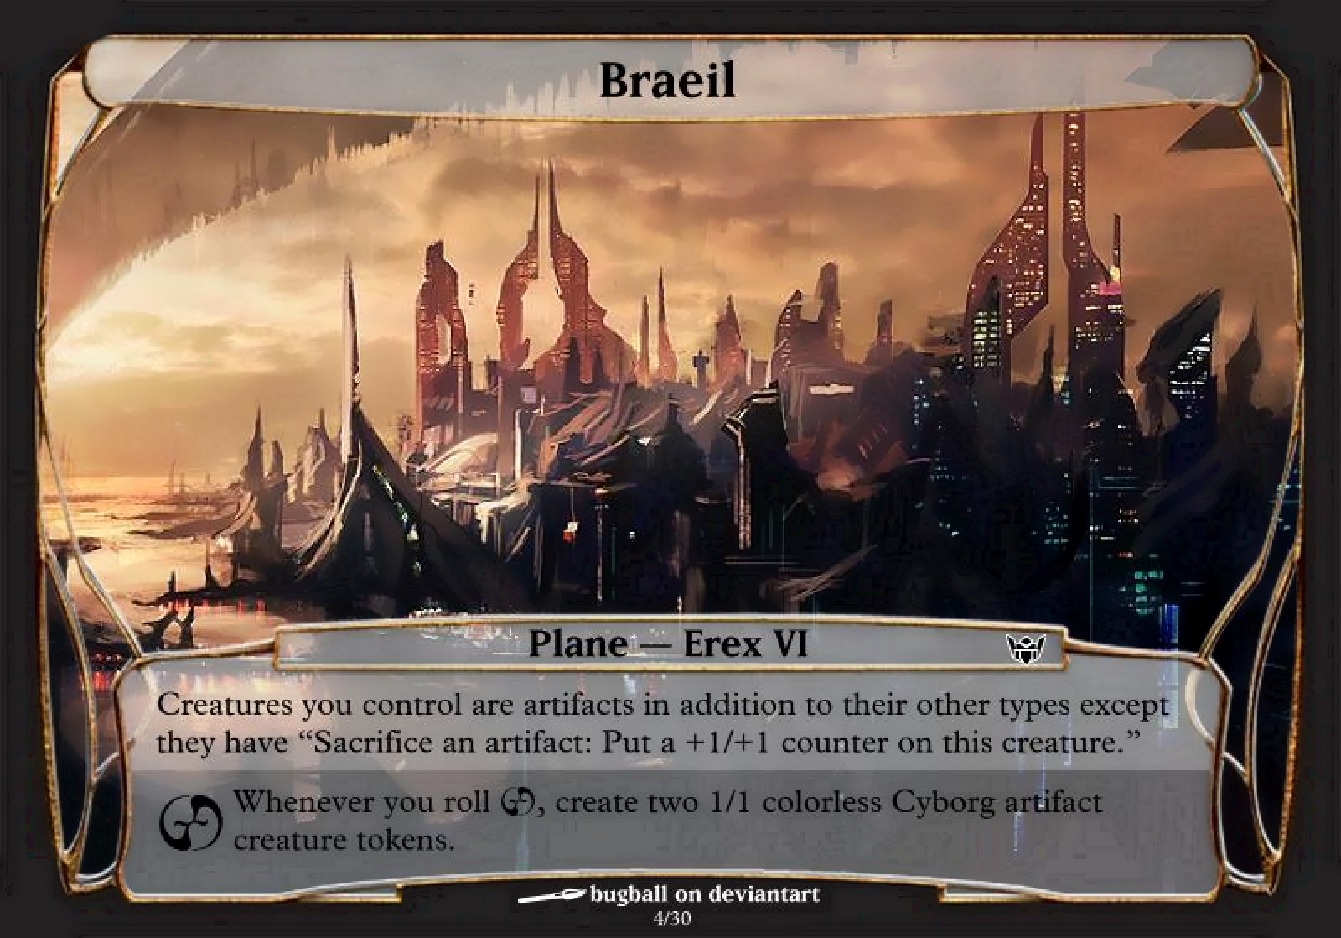 Braeil
Plane — Erex VI
Creatures you control are artifacts in addition to their other types except
they have “Sacrifice an artifact: Put a +1/+1 counter on this creature.”
Whenever you roll , create two 1/1 colorless Cyborg artifact
creature tokens.
bugball on deviantart
4/30